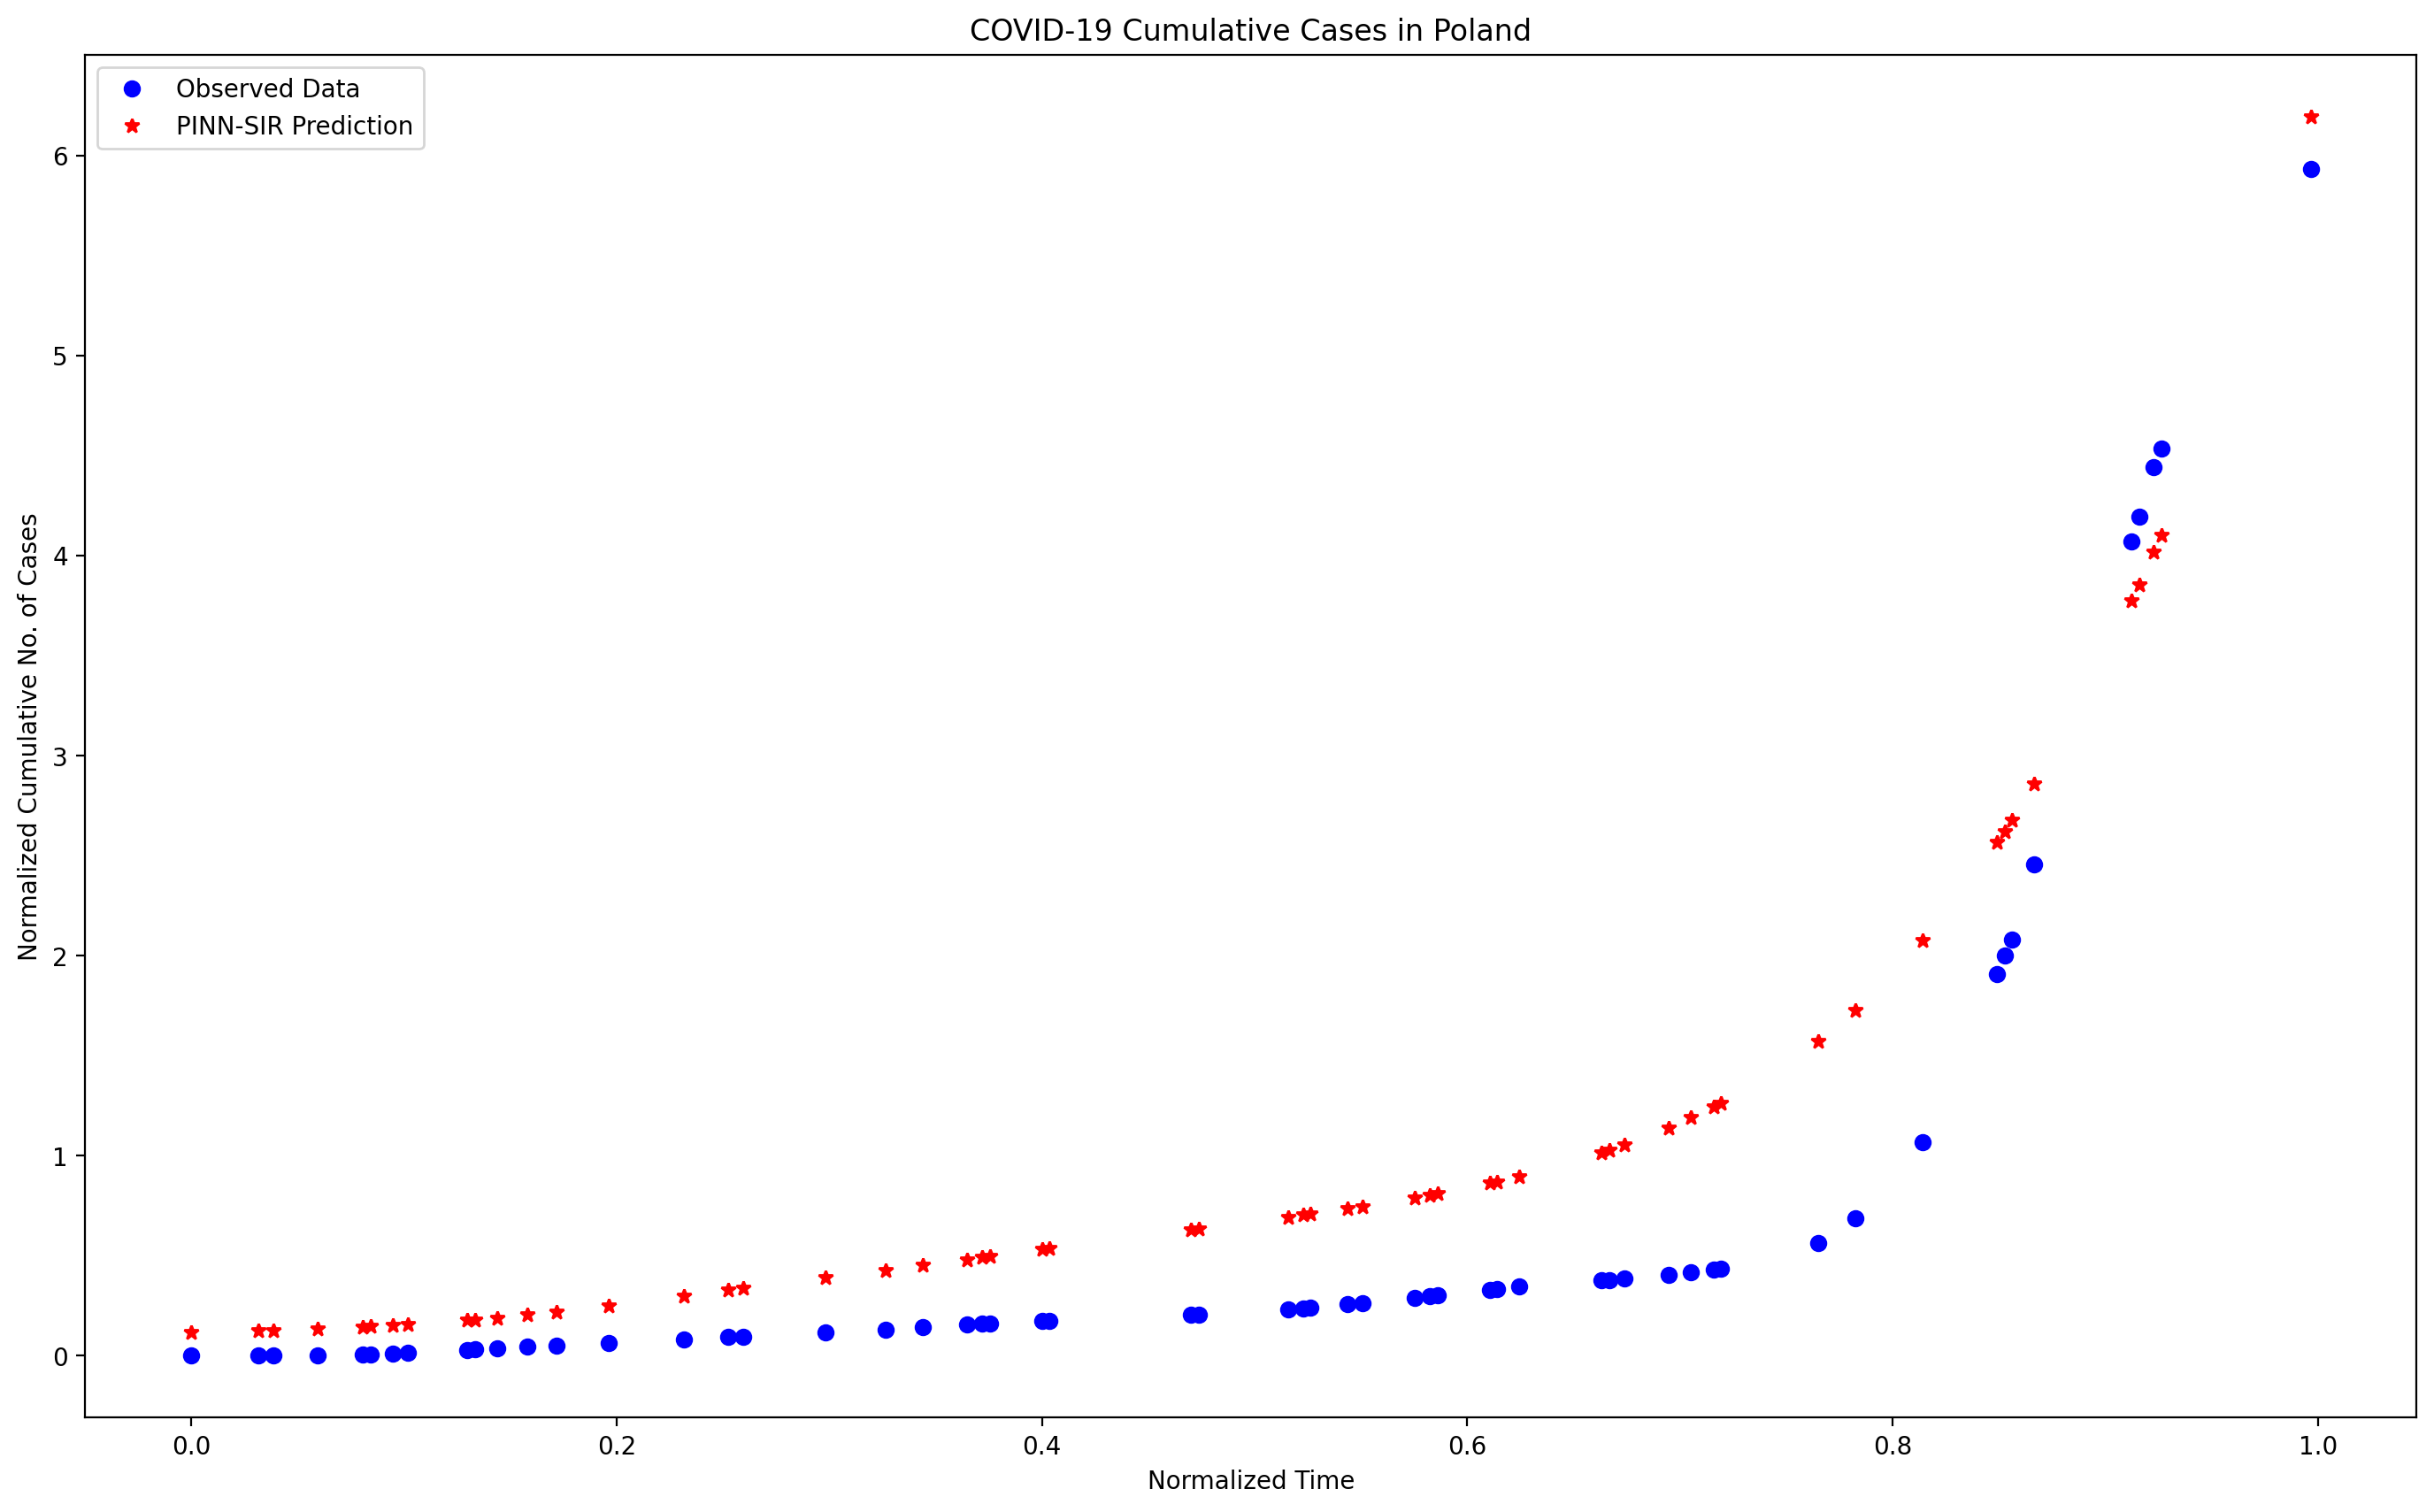 COVID-19 Cumulative Cases in Poland
Observed Data
PINN-SIR Prediction
Normalized Cumulative No. of Cases
6
5
4
3
2
1
0
0.0 0.2 0.4 0.6 0.8 1.0
Normalized Time